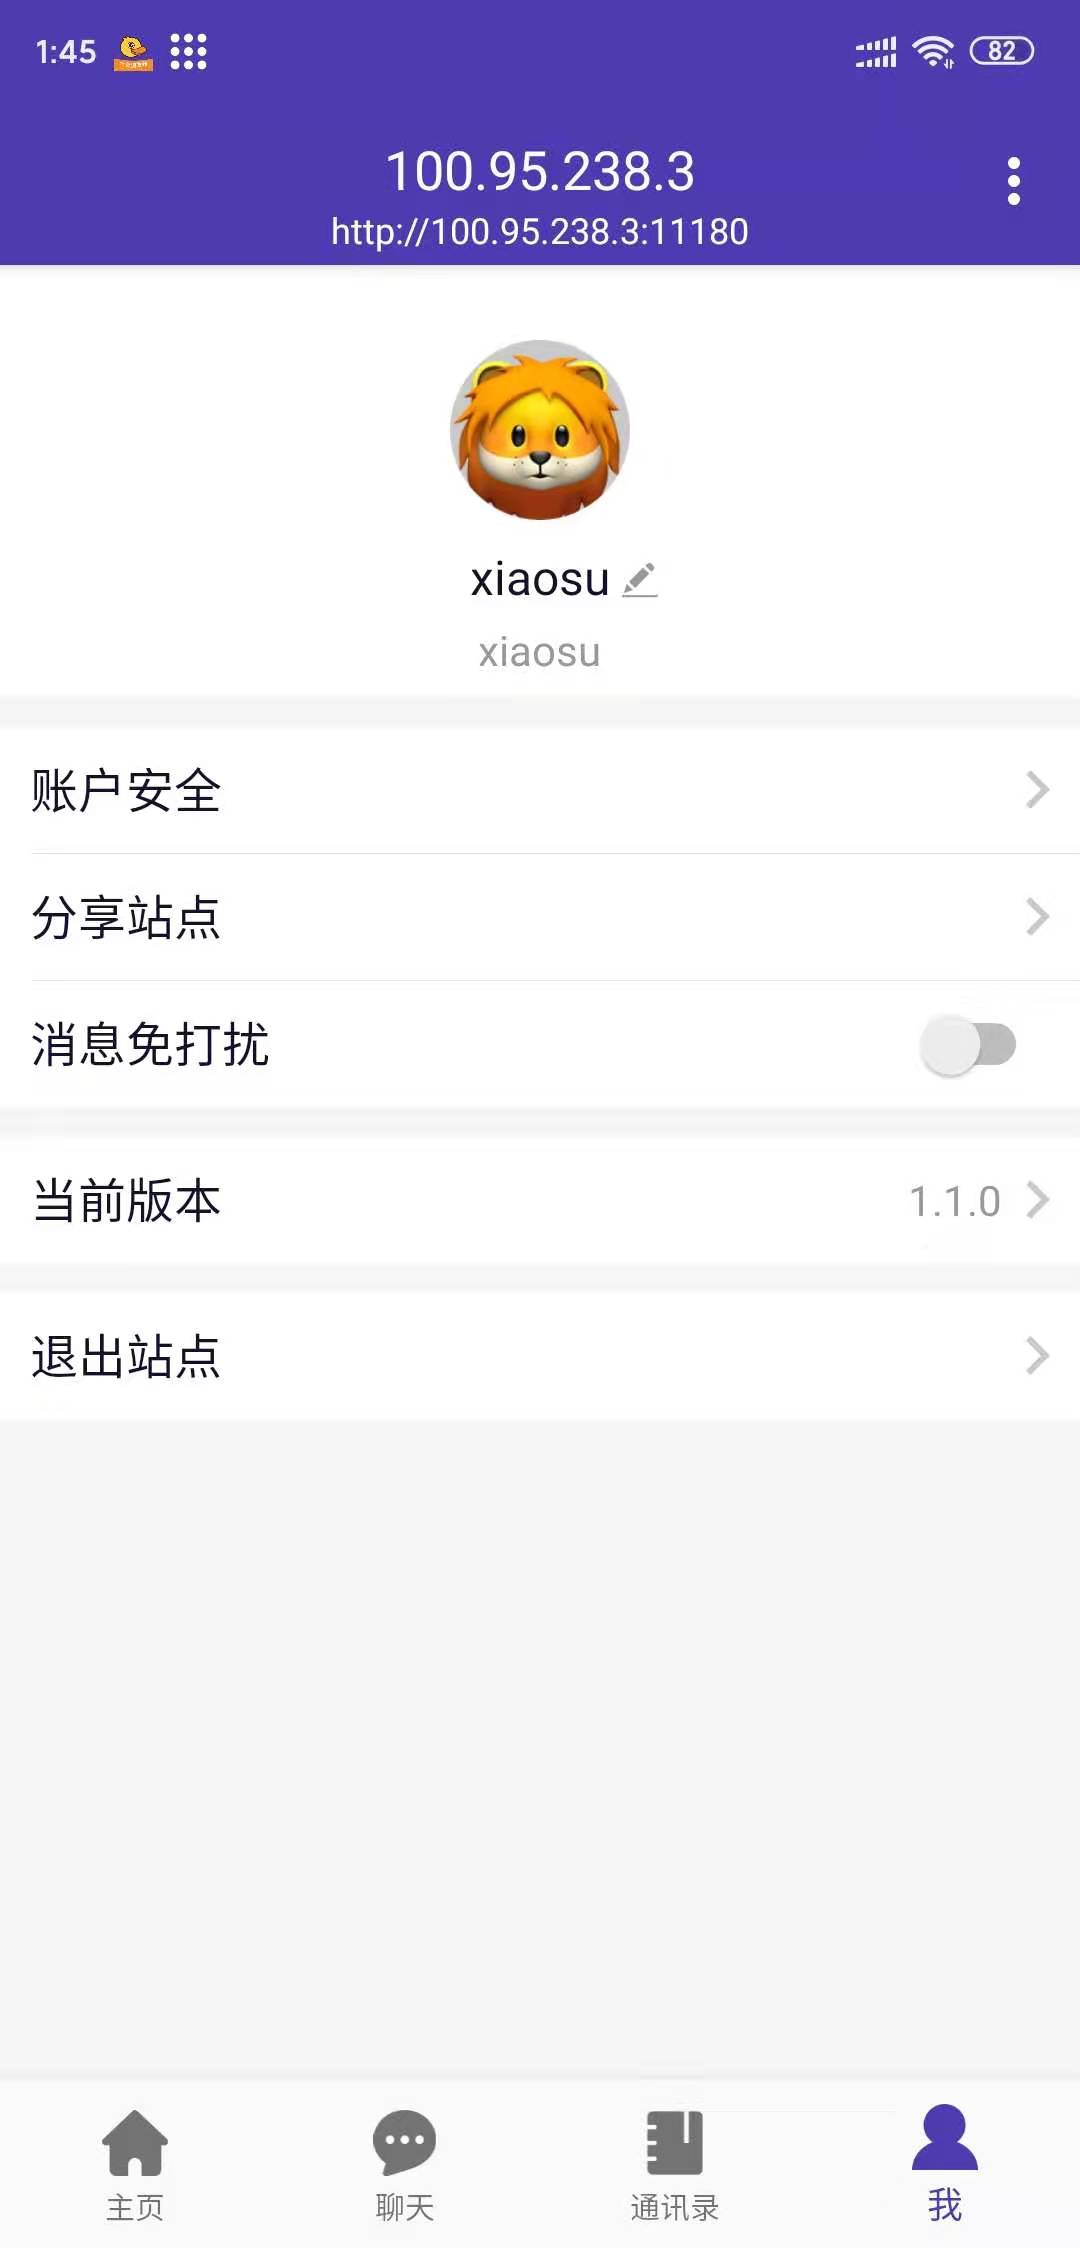 1:45
82
100.95.238.3
http://100.95.238.3:11180
xiaosu
xiaosu
账户安全
分享站点
消息免打扰
当前版本 1.1.0
退出站点
主页 聊天 通讯录 我